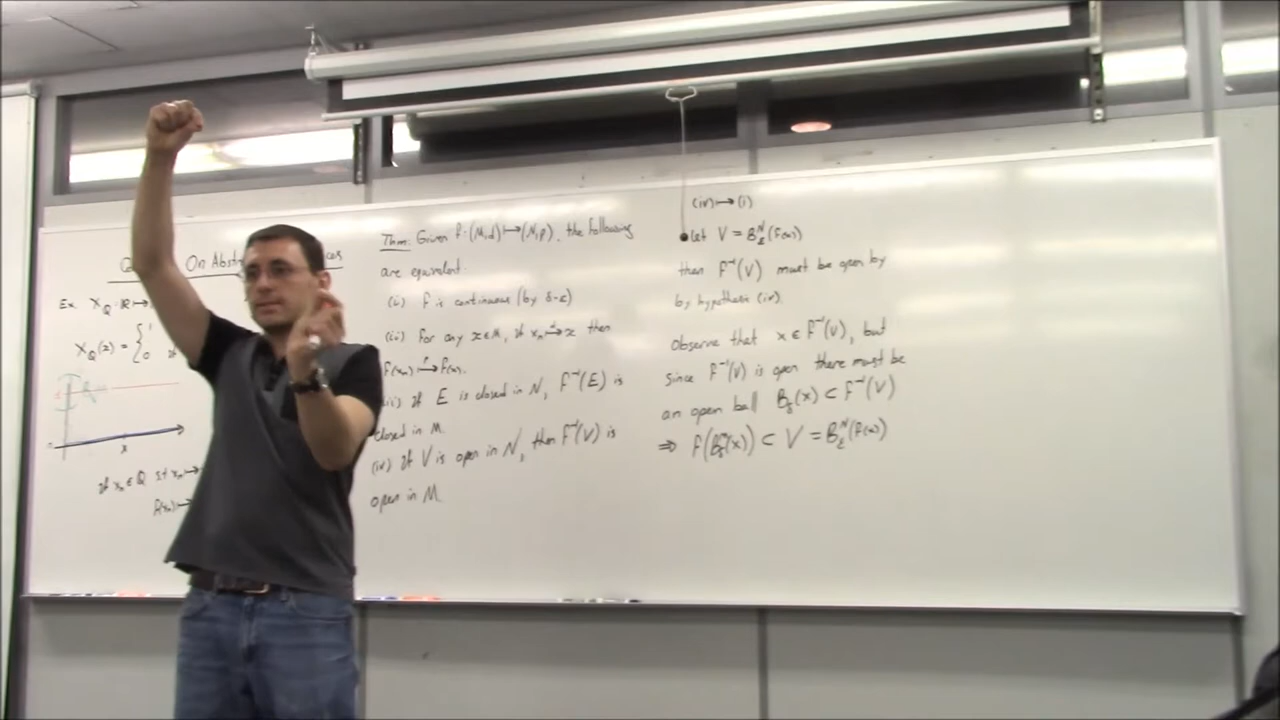 On Abst
Ex. X_Q : ℝ ↦
X_Q(x) = { 1
0 if
x
if x_n ∈ Q s.t x_n →
f(x_n) ↦
Thm: Given f: (M,d) ↦ (N,ρ), the following
are equivalent:
(i) f is continuous (by δ-ε)
(ii) For any x ∈ M, if x_n →^d x then
f(x_n) →^ρ f(x).
(iii) If E is closed in N, f⁻¹(E) is
closed in M.
(iv) If V is open in N, then f⁻¹(V) is
open in M.
(iv) ↦ (i)
Let V = B_ε^N(f(x))
then f⁻¹(V) must be open by
by hypothesis (iv).
Observe that x ∈ f⁻¹(V), but
since f⁻¹(V) is open there must be
an open ball B_δ(x) ⊂ f⁻¹(V)
⇒ f(B_δ^M(x)) ⊂ V = B_ε^N(f(x))